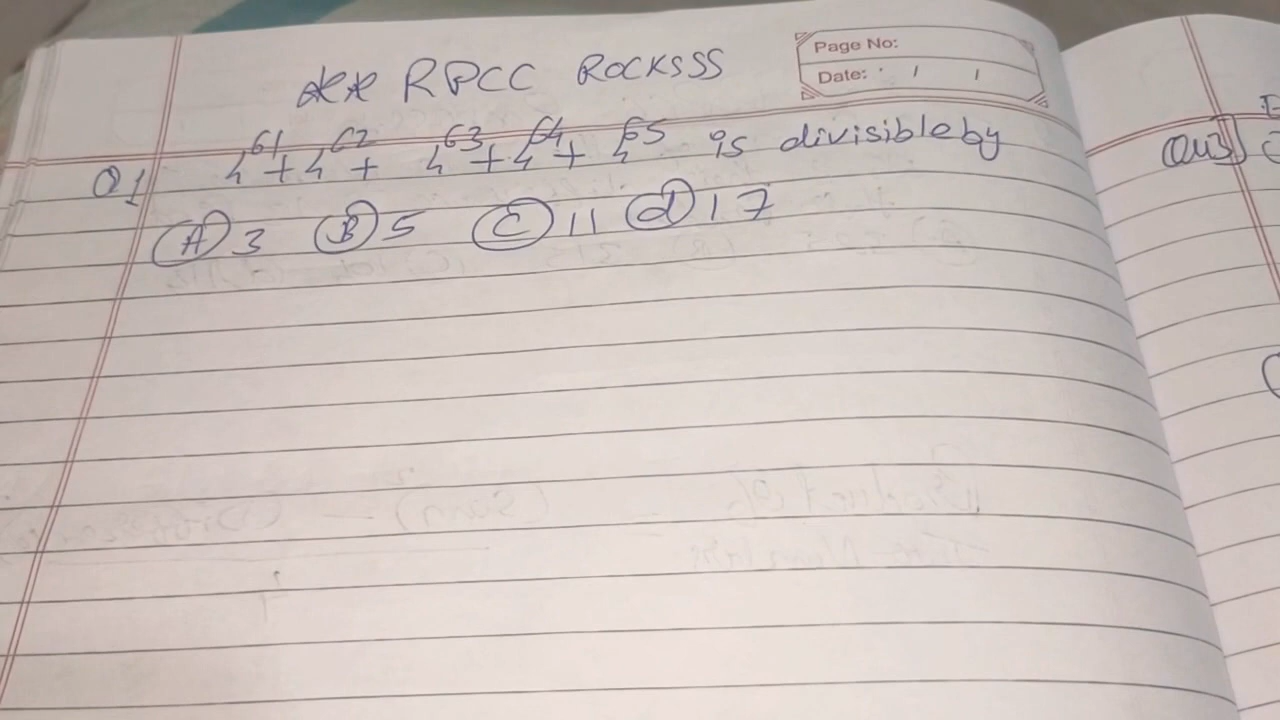 ** RPCC ROCKSSS
Page No:
Date: / /
Q1 4^61 + 4^62 + 4^63 + 4^64 + 4^65 is divisible by
(A) 3 (B) 5 (C) 11 (d) 17
Qu3)